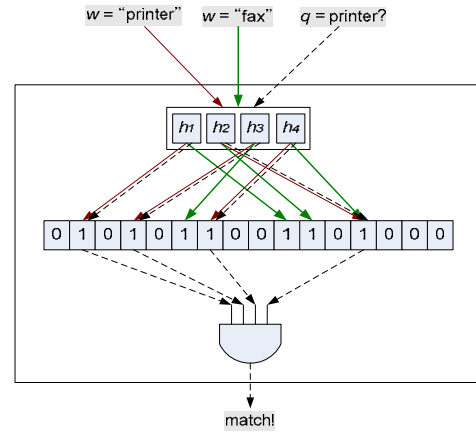 w = “printer” w = “fax” q = printer?
h1 h2 h3 h4
0 1 0 1 0 1 1 0 0 1 1 0 1 0 0 0
match!